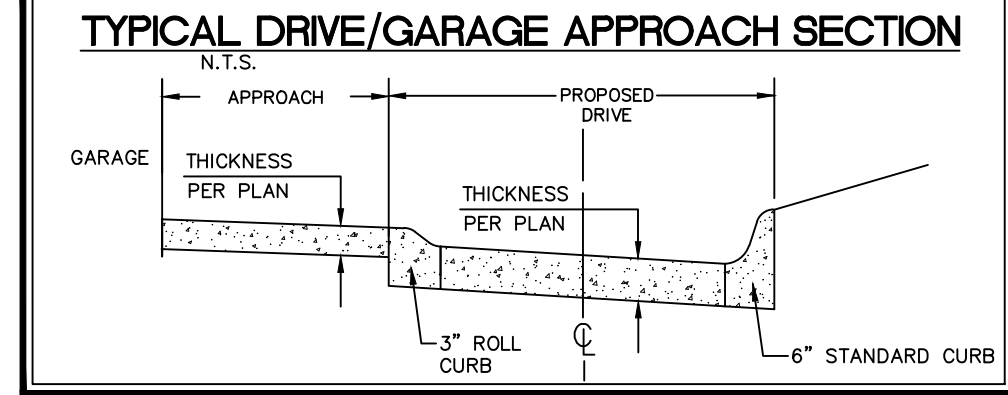 TYPICAL DRIVE/GARAGE APPROACH SECTION
N.T.S.
APPROACH
PROPOSED
DRIVE
GARAGE
THICKNESS
PER PLAN
THICKNESS
PER PLAN
3" ROLL
CURB
℄
6" STANDARD CURB